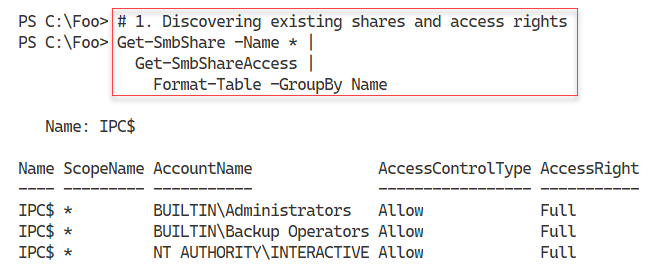 PS C:\Foo> # 1. Discovering existing shares and access rights
PS C:\Foo> Get-SmbShare -Name * |
Get-SmbShareAccess |
Format-Table -GroupBy Name
Name: IPC$
Name ScopeName AccountName AccessControlType AccessRight
---- --------- ----------- ----------------- -----------
IPC$ * BUILTIN\Administrators Allow Full
IPC$ * BUILTIN\Backup Operators Allow Full
IPC$ * NT AUTHORITY\INTERACTIVE Allow Full